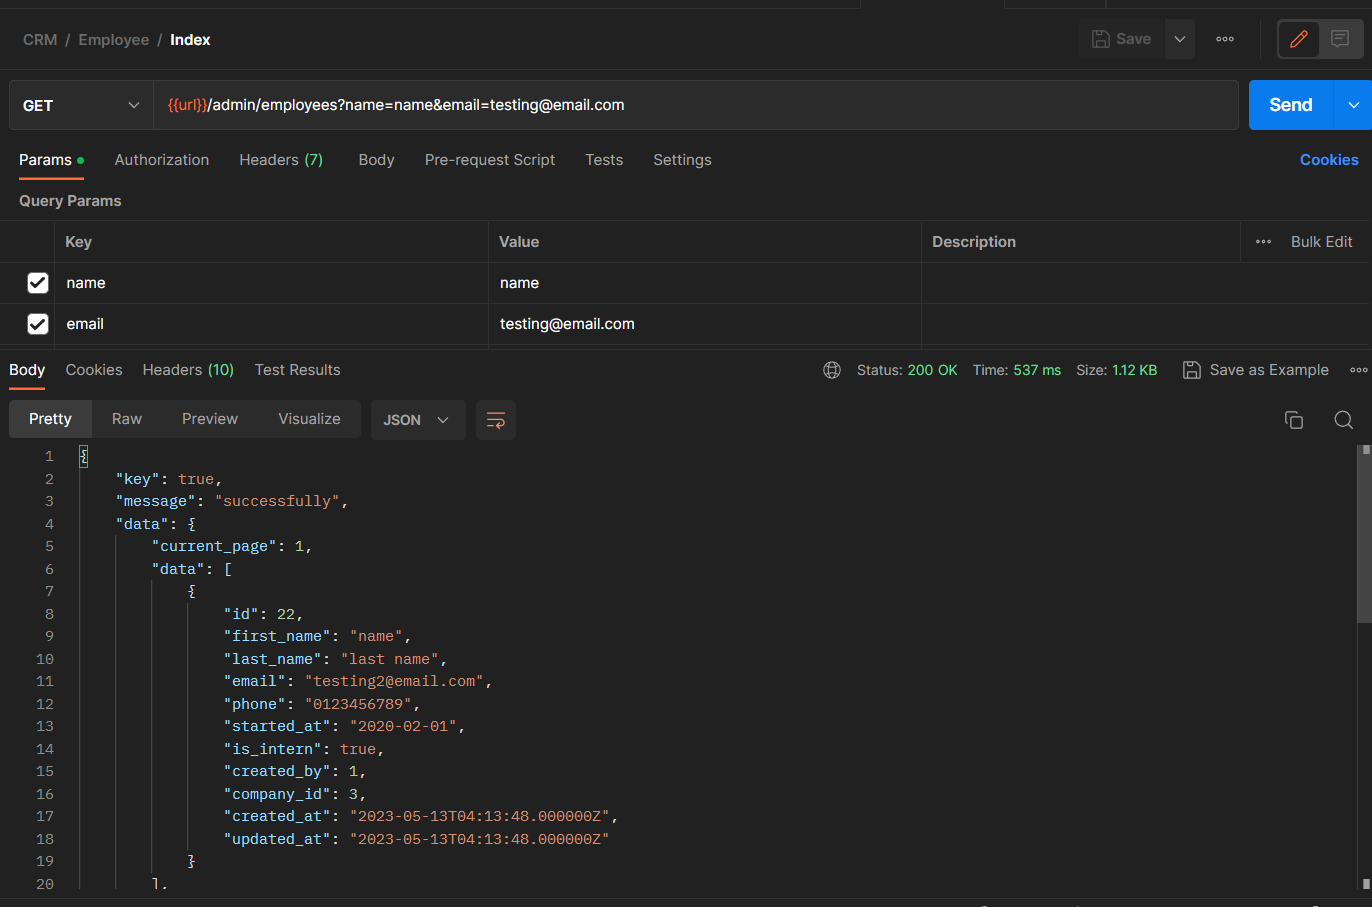 CRM / Employee / Index
Save
GET
{{url}}/admin/employees?name=name&email=testing@email.com
Send
Params Authorization Headers (7) Body Pre-request Script Tests Settings Cookies
Query Params
Key Value Description Bulk Edit
name name
email testing@email.com
Body Cookies Headers (10) Test Results Status: 200 OK Time: 537 ms Size: 1.12 KB Save as Example
Pretty Raw Preview Visualize JSON
1 {
2 "key": true,
3 "message": "successfully",
4 "data": {
5 "current_page": 1,
6 "data": [
7 {
8 "id": 22,
9 "first_name": "name",
10 "last_name": "last name",
11 "email": "testing2@email.com",
12 "phone": "0123456789",
13 "started_at": "2020-02-01",
14 "is_intern": true,
15 "created_by": 1,
16 "company_id": 3,
17 "created_at": "2023-05-13T04:13:48.000000Z",
18 "updated_at": "2023-05-13T04:13:48.000000Z"
19 }
20 ],